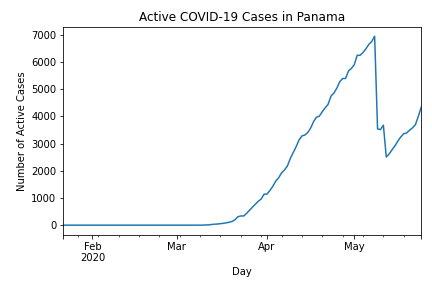 Active COVID-19 Cases in Panama
7000
6000
5000
4000
3000
2000
1000
0
Number of Active Cases
Feb
2020
Mar
Apr
May
Day